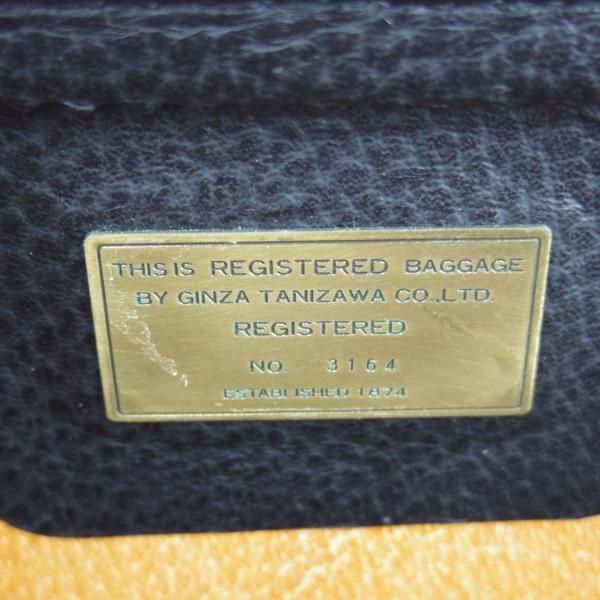 THIS IS REGISTERED BAGGAGE
BY GINZA TANIZAWA CO.,LTD.
REGISTERED
NO. 3164
ESTABLISHED 1874